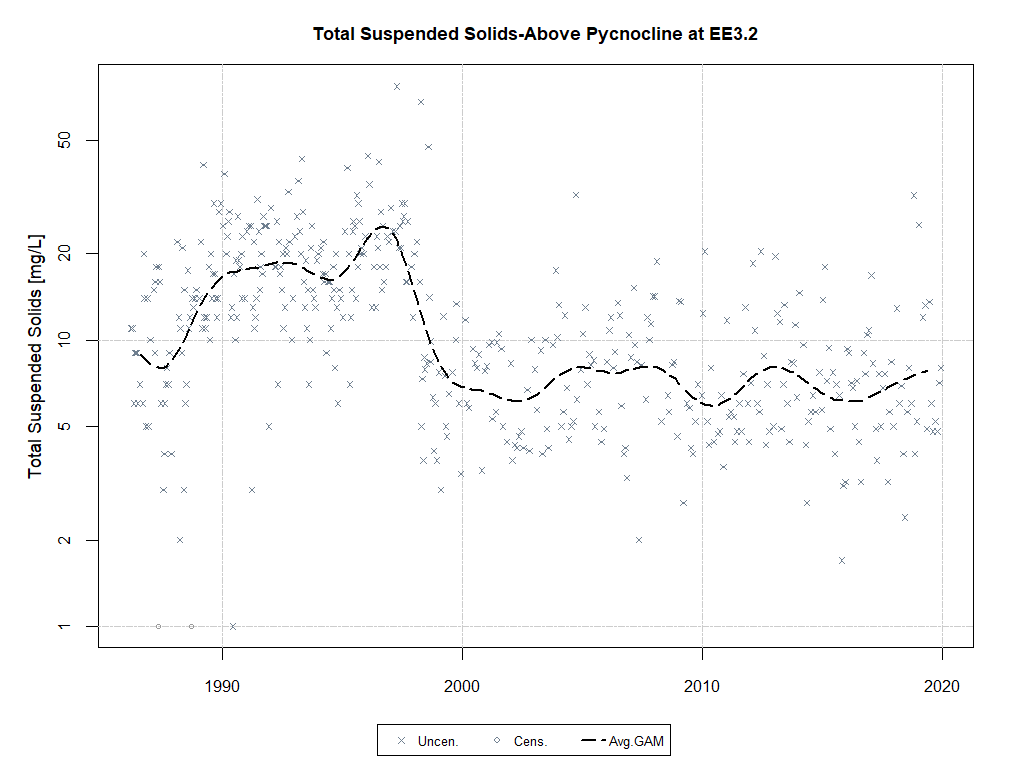 Total Suspended Solids-Above Pycnocline at EE3.2
Total Suspended Solids [mg/L]
50
20
10
5
2
1
1990
2000
2010
2020
Uncen.
Cens.
Avg.GAM